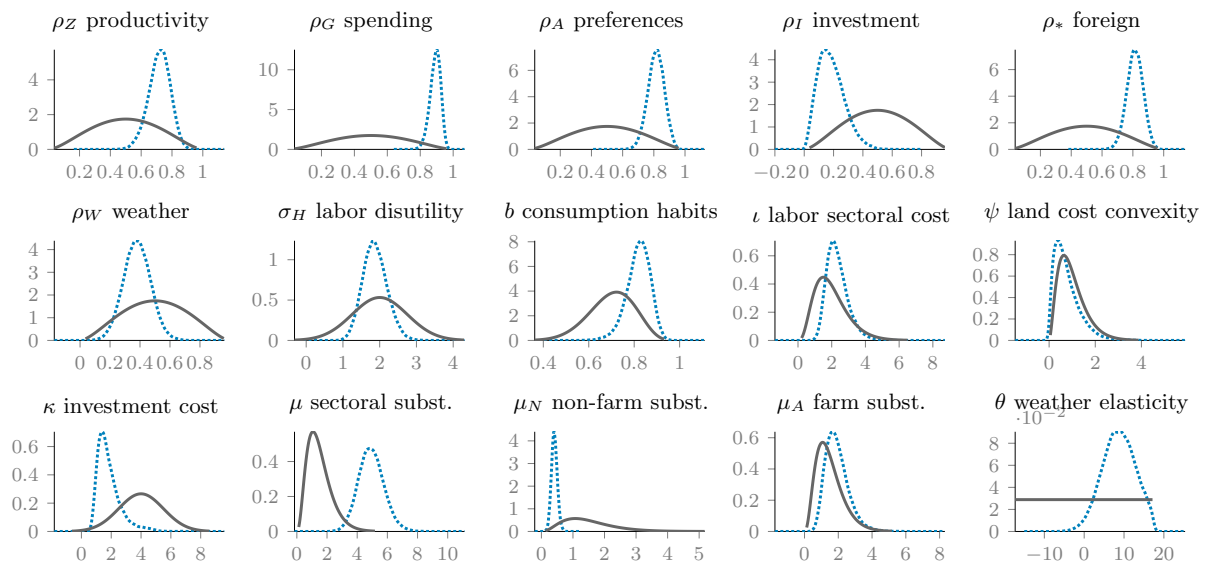 ρ_Z productivity
4
2
0
0.2 0.4 0.6 0.8 1
ρ_G spending
10
5
0
0.2 0.4 0.6 0.8 1
ρ_A preferences
6
4
2
0
0.2 0.4 0.6 0.8 1
ρ_I investment
4
3
2
1
0
−0.2 0 0.2 0.4 0.6 0.8
ρ_* foreign
6
4
2
0
0.2 0.4 0.6 0.8 1
ρ_W weather
4
3
2
1
0
0 0.2 0.4 0.6 0.8
σ_H labor disutility
1
0.5
0
0 1 2 3 4
b consumption habits
8
6
4
2
0
0.4 0.6 0.8 1
ι labor sectoral cost
0.6
0.4
0.2
0
0 2 4 6 8
ψ land cost convexity
0.8
0.6
0.4
0.2
0
0 2 4
κ investment cost
0.6
0.4
0.2
0
0 2 4 6 8
μ sectoral subst.
0.4
0.2
0
0 2 4 6 8 10
μ_N non-farm subst.
4
3
2
1
0
0 1 2 3 4 5
μ_A farm subst.
0.6
0.4
0.2
0
0 2 4 6 8
θ weather elasticity
·10^−2
8
6
4
2
0
−10 0 10 20